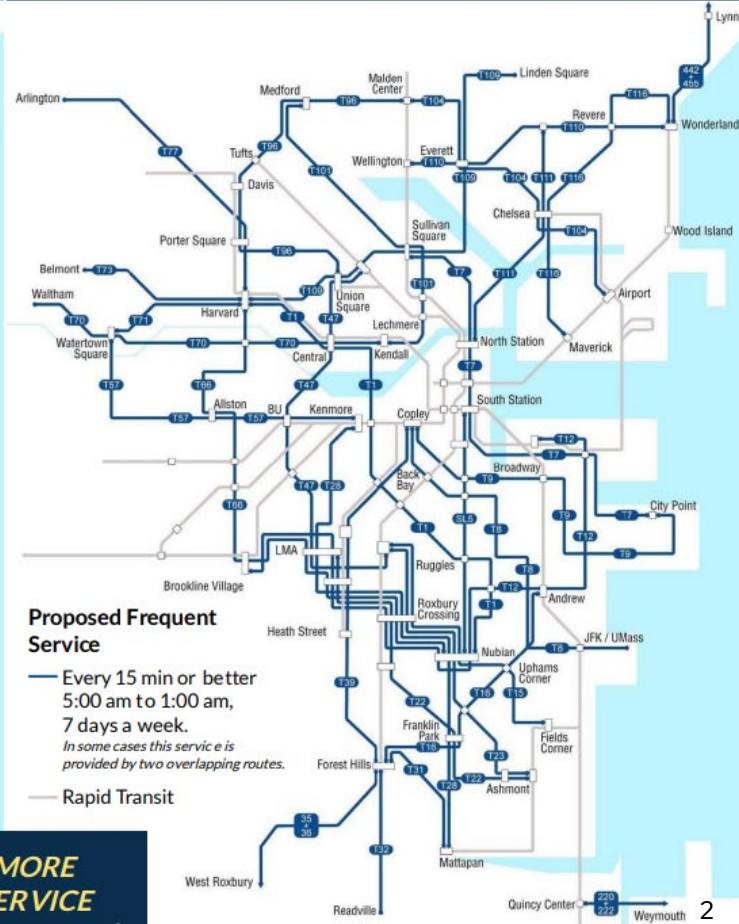 Lynn
442
+
455
Malden
Center
T109
Linden Square
Medford
T96
T104
Arlington
T116
Revere
T110
Wonderland
T77
Tufts
T96
Everett
Wellington
T110
T101
T109
T104
T111
T116
Davis
Chelsea
Sullivan
Square
T104
Wood Island
Porter Square
T96
Belmont
T73
T7
T111
T116
T101
Waltham
T109
Union
Square
Airport
T70
T71
Harvard
T1
T47
Lechmere
Watertown
Square
T70
T70
Central
Kendall
North Station
Maverick
T7
T57
T66
T47
T1
Allston
BU
Kenmore
Copley
South Station
T57
T57
T12
T7
Broadway
Back
Bay
T9
T47
T28
City Point
T66
T1
SL5
T8
T9
T12
T7
T9
LMA
Ruggles
T8
Brookline Village
T12
Andrew
T1
Roxbury
Crossing
Heath Street
JFK / UMass
Nubian
T8
Uphams
Corner
T39
T16
T15
T22
Franklin
Park
Fields
Corner
T16
T23
Forest Hills
T31
T28
T22
Ashmont
35
+
36
T32
Mattapan
West Roxbury
Readville
Quincy Center
220
+
222
Weymouth
Proposed Frequent
Service
Every 15 min or better
5:00 am to 1:00 am,
7 days a week.
In some cases this service is
provided by two overlapping routes.
Rapid Transit
MORE
ERVICE
2